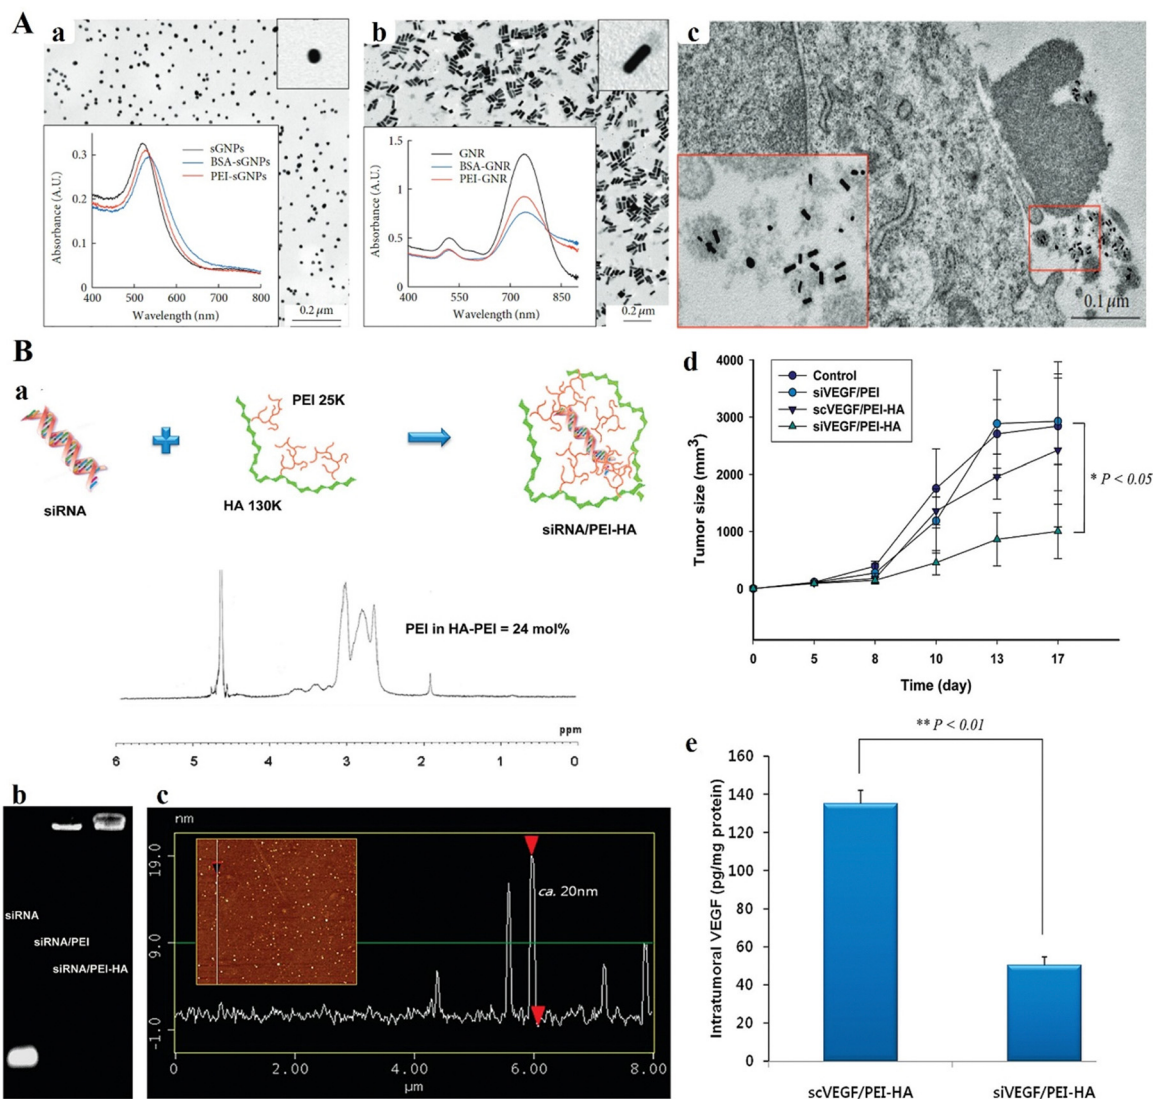 A
a
0.3
0.2
0.1
0
400
500
600
700
800
Absorbance (A.U.)
Wavelength (nm)
sGNPs
BSA-sGNPs
PEI-sGNPs
0.2 µm
b
1.5
1
0.5
0
400
550
700
850
Absorbance (A.U.)
Wavelength (nm)
GNR
BSA-GNR
PEI-GNR
0.2 µm
c
0.1 µm
B
a
siRNA
PEI 25K
HA 130K
siRNA/PEI-HA
PEI in HA-PEI = 24 mol%
ppm
6 5 4 3 2 1 0
b
siRNA
siRNA/PEI
siRNA/PEI-HA
c
nm
19.0
9.0
-1.0
ca. 20nm
0 2.00 4.00 6.00 8.00
µm
d
4000
3000
2000
1000
0
Tumor size (mm³)
Control
siVEGF/PEI
scVEGF/PEI-HA
siVEGF/PEI-HA
* P < 0.05
0 5 8 10 13 17
Time (day)
e
** P < 0.01
160
140
120
100
80
60
40
20
0
Intratumoral VEGF (pg/mg protein)
scVEGF/PEI-HA
siVEGF/PEI-HA